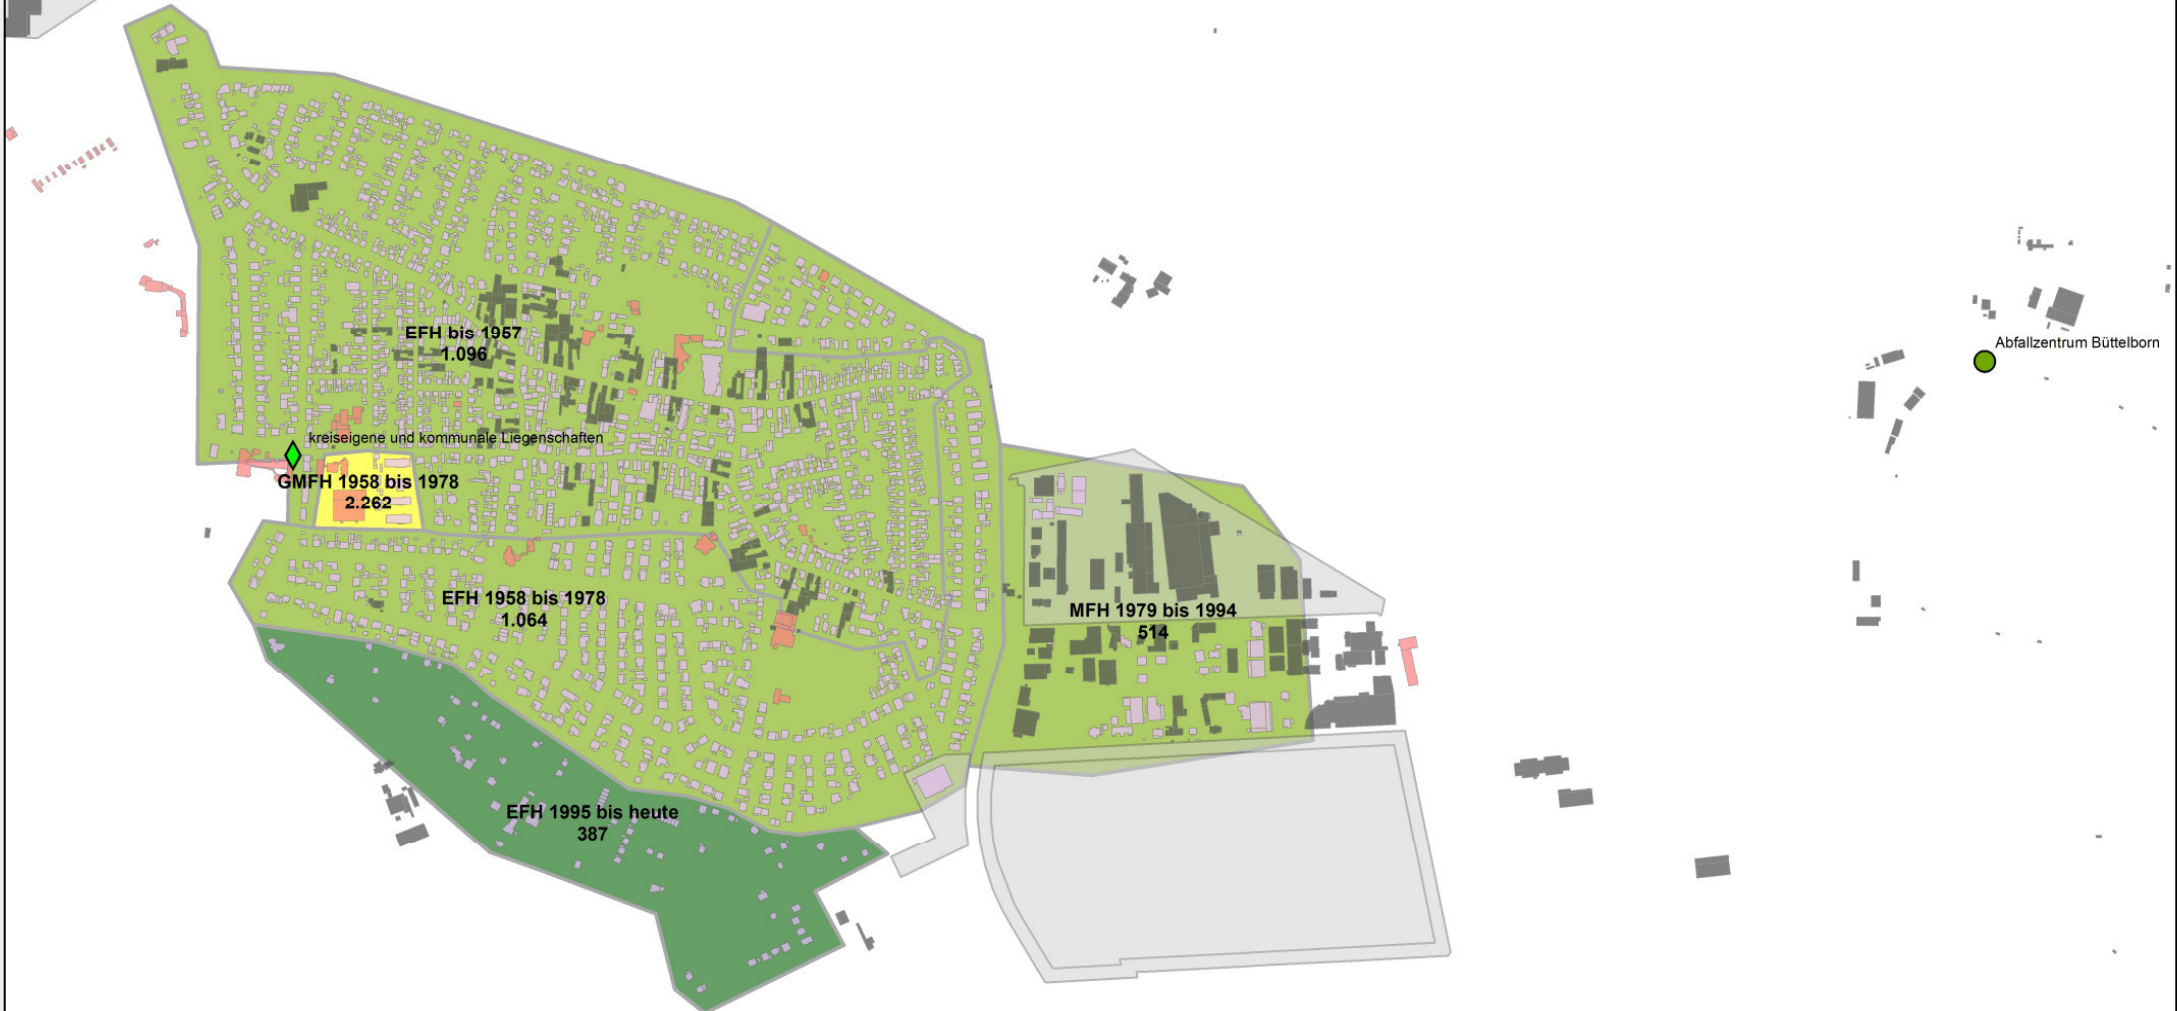 EFH bis 1957
1.096
Abfallzentrum Büttelborn
kreiseigene und kommunale Liegenschaften
GMFH 1958 bis 1978
2.262
EFH 1958 bis 1978
1.064
MFH 1979 bis 1994
514
EFH 1995 bis heute
387